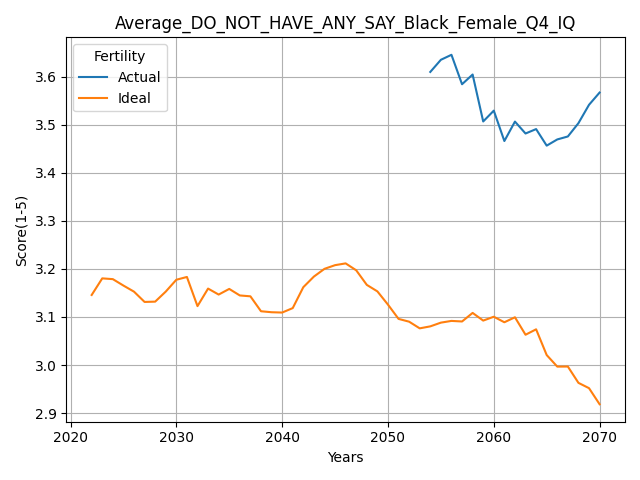 Average_DO_NOT_HAVE_ANY_SAY_Black_Female_Q4_IQ
Fertility
Actual
Ideal
Score(1-5)
3.6
3.5
3.4
3.3
3.2
3.1
3.0
2.9
2020 2030 2040 2050 2060 2070
Years